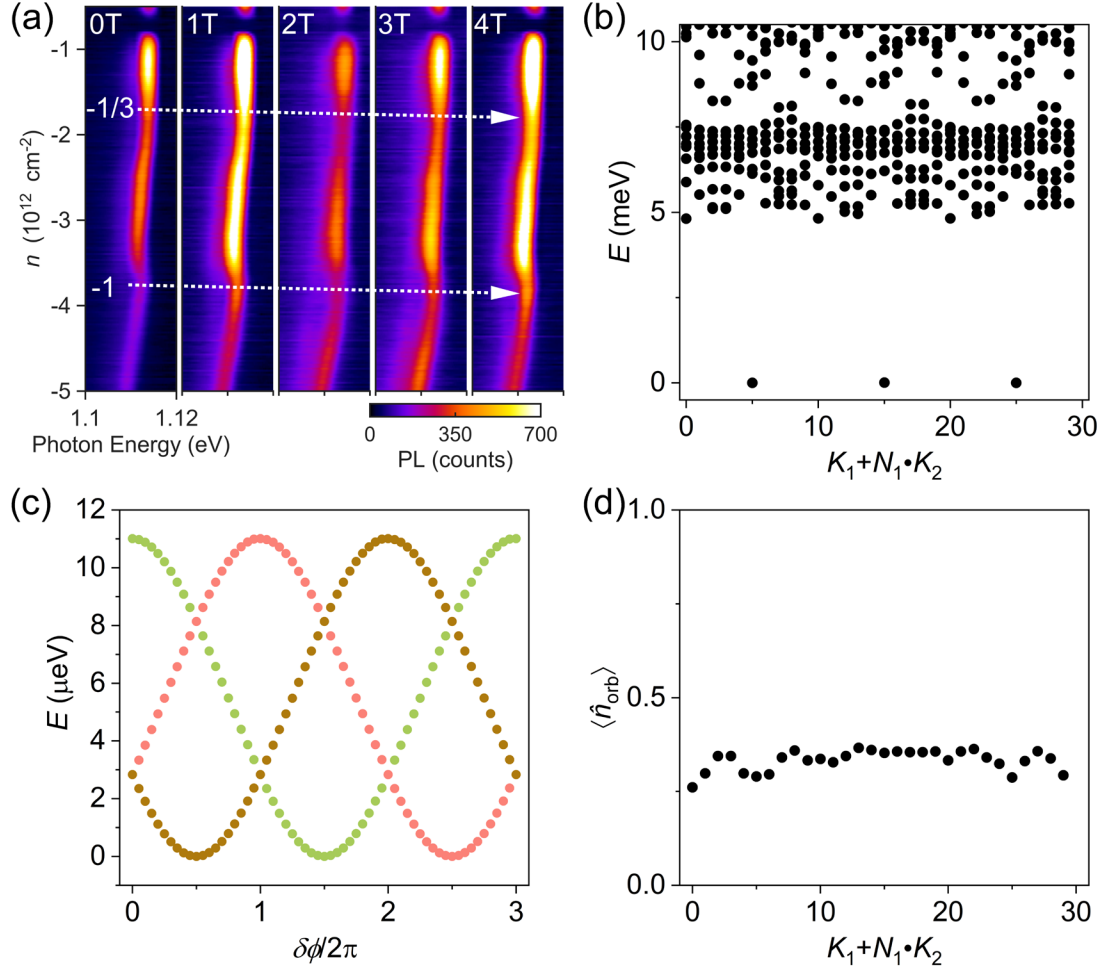 (a)
0T 1T 2T 3T 4T
-1
-1/3
-2
-3
-1
-4
-5
n (10¹² cm⁻²)
1.1 1.12
Photon Energy (eV)
0 350 700
PL (counts)
(b)
10
5
0
E (meV)
0 10 20 30
K₁+N₁•K₂
(c)
12
10
8
6
4
2
0
E (μeV)
0 1 2 3
δϕ/2π
(d)
1.0
0.5
0.0
⟨n̂ₒᵣb⟩
0 10 20 30
K₁+N₁•K₂